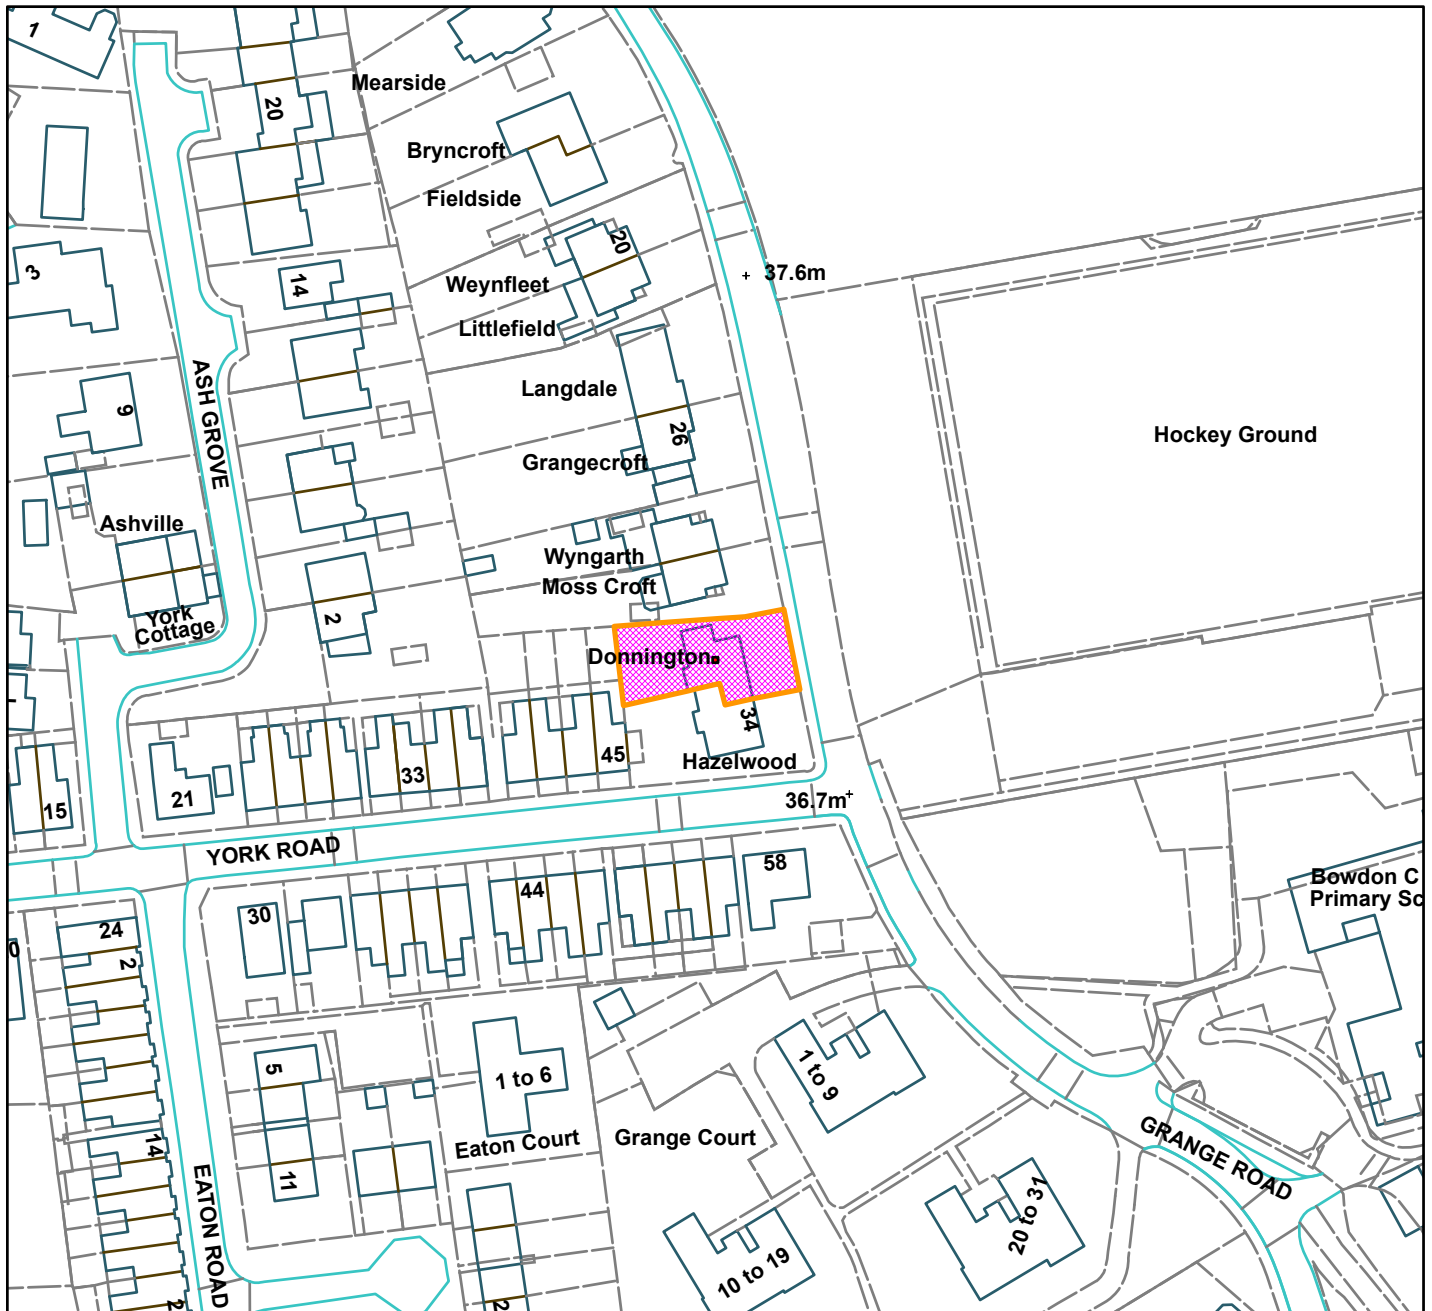 1
20
Mearside
Bryncroft
Fieldside
3
14
20
Weynfleet
Littlefield
37.6m
ASH GROVE
9
Langdale
26
Grangecroft
Hockey Ground
Ashville
Wyngarth
Moss Croft
2
York
Cottage
Donnington
34
Hazelwood
45
33
21
15
36.7m
YORK ROAD
58
44
30
24
2
0
Bowdon C
Primary Sc
5
1 to 6
1 to 9
Eaton Court
Grange Court
14
11
GRANGE ROAD
EATON ROAD
20 to 31
10 to 19
2
2